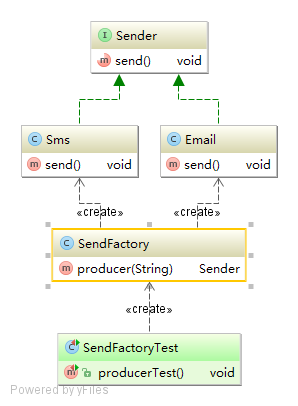 I Sender
m send() void
C Sms
m send() void
C Email
m send() void
«create»
«create»
C SendFactory
m producer(String) Sender
«create»
C SendFactoryTest
m producerTest() void
Powered by yFiles